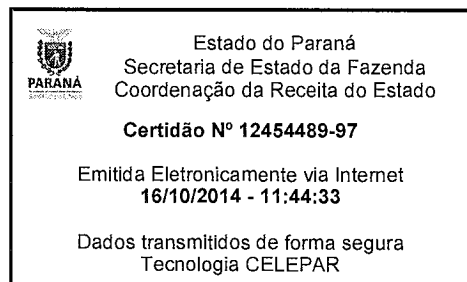 Estado do Paraná
Secretaria de Estado da Fazenda
PARANÁ
Coordenação da Receita do Estado
Certidão Nº 12454489-97
Emitida Eletronicamente via Internet
16/10/2014 - 11:44:33
Dados transmitidos de forma segura
Tecnologia CELEPAR